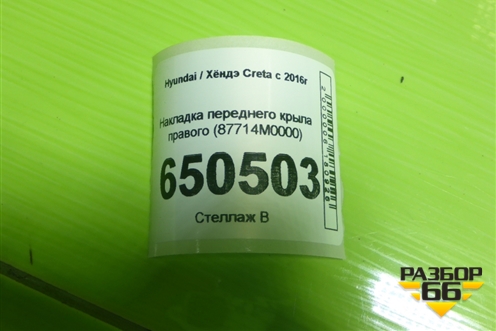 Hyundai / Хёндэ Creta с 2016г
Накладка переднего крыла
правого (87714M0000)
650503
Стеллаж В
РАЗБОР
66